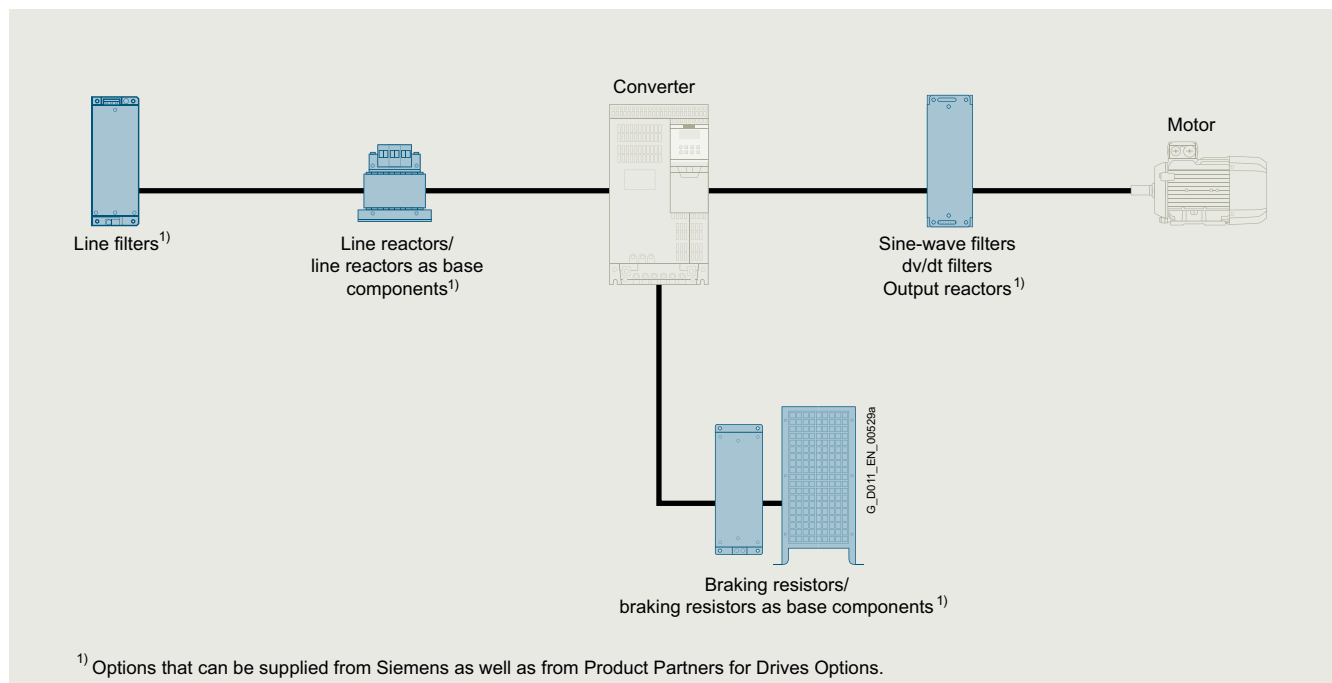 Converter
Motor
Line filters1)
Line reactors/
line reactors as base
components1)
Sine-wave filters
dv/dt filters
Output reactors1)
G_D011_EN_00529a
Braking resistors/
braking resistors as base components1)
1) Options that can be supplied from Siemens as well as from Product Partners for Drives Options.